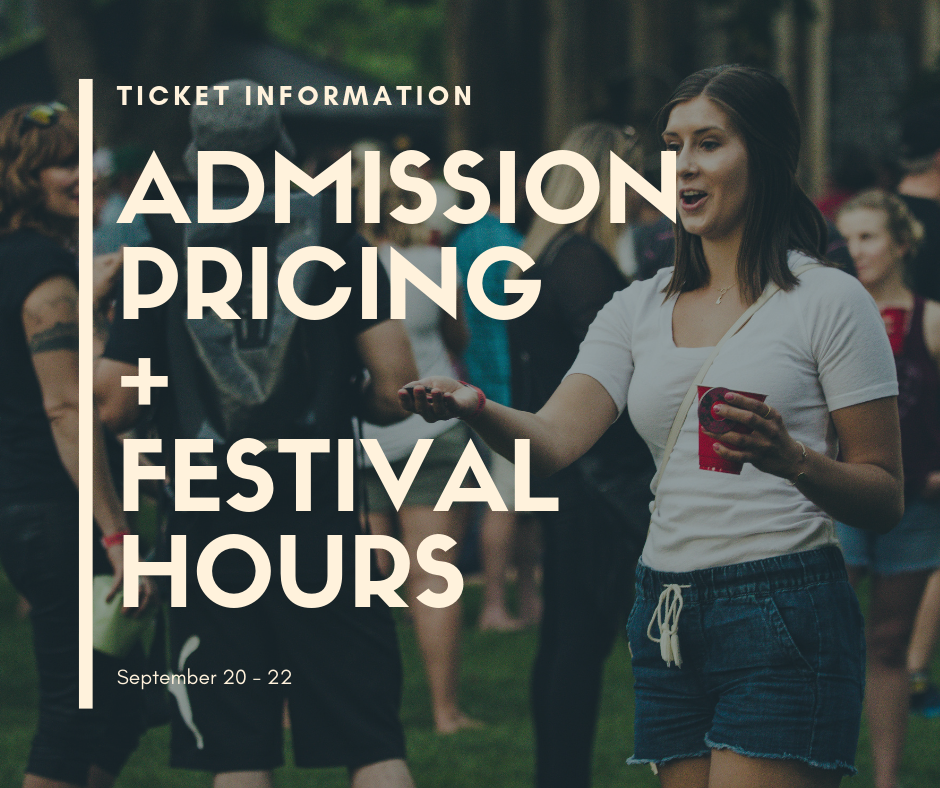 TICKET INFORMATION
ADMISSION
PRICING
+
FESTIVAL
HOURS
September 20 - 22